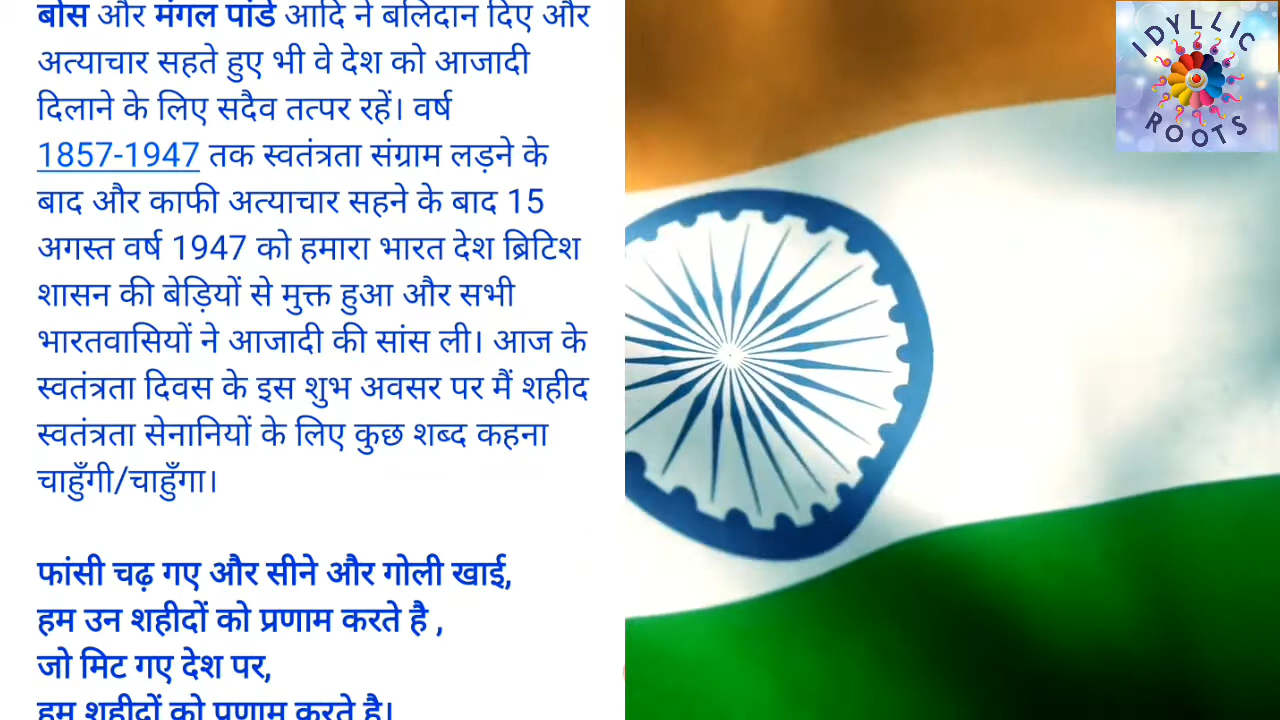 बोस और मंगल पांडे आदि ने बलिदान दिए और
अत्याचार सहते हुए भी वे देश को आजादी
दिलाने के लिए सदैव तत्पर रहें। वर्ष
1857-1947 तक स्वतंत्रता संग्राम लड़ने के
बाद और काफी अत्याचार सहने के बाद 15
अगस्त वर्ष 1947 को हमारा भारत देश ब्रिटिश
शासन की बेड़ियों से मुक्त हुआ और सभी
भारतवासियों ने आजादी की सांस ली। आज के
स्वतंत्रता दिवस के इस शुभ अवसर पर मैं शहीद
स्वतंत्रता सेनानियों के लिए कुछ शब्द कहना
चाहुँगी/चाहुँगा।
फांसी चढ़ गए और सीने और गोली खाई,
हम उन शहीदों को प्रणाम करते है ,
जो मिट गए देश पर,
हम शहीदों को प्रणाम करते है।
IDYLLIC
ROOTS